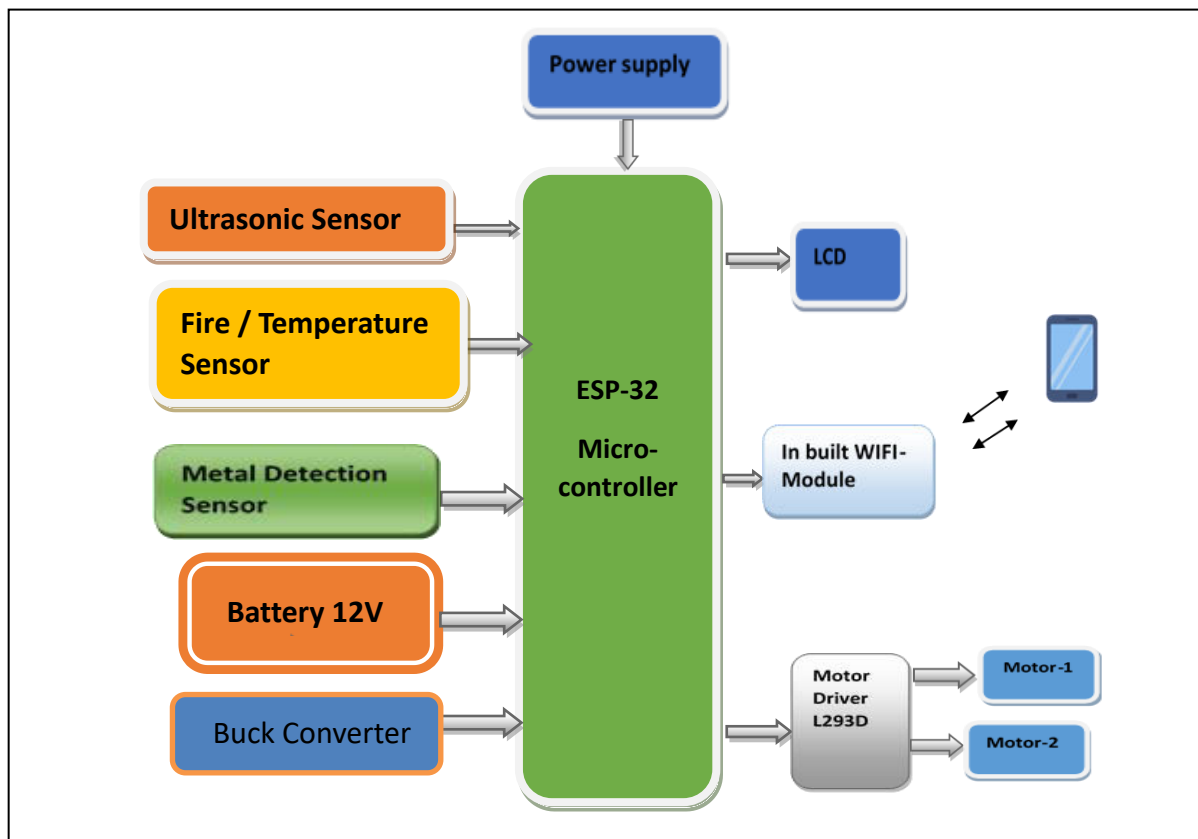 Power supply
Ultrasonic Sensor
Fire / Temperature
Sensor
Metal Detection
Sensor
Battery 12V
Buck Converter
ESP-32
Micro-
controller
LCD
In built WIFI-
Module
Motor
Driver
L293D
Motor-1
Motor-2